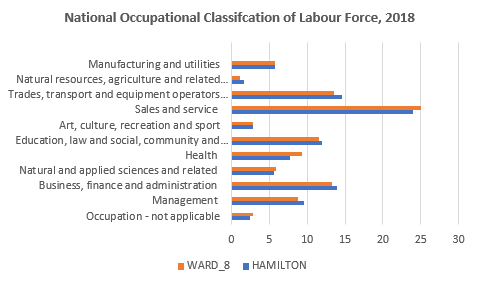 National Occupational Classifcation of Labour Force, 2018
Manufacturing and utilities
Natural resources, agriculture and related...
Trades, transport and equipment operators...
Sales and service
Art, culture, recreation and sport
Education, law and social, community and...
Health
Natural and applied sciences and related
Business, finance and administration
Management
Occupation - not applicable
0 5 10 15 20 25 30
WARD_8 HAMILTON